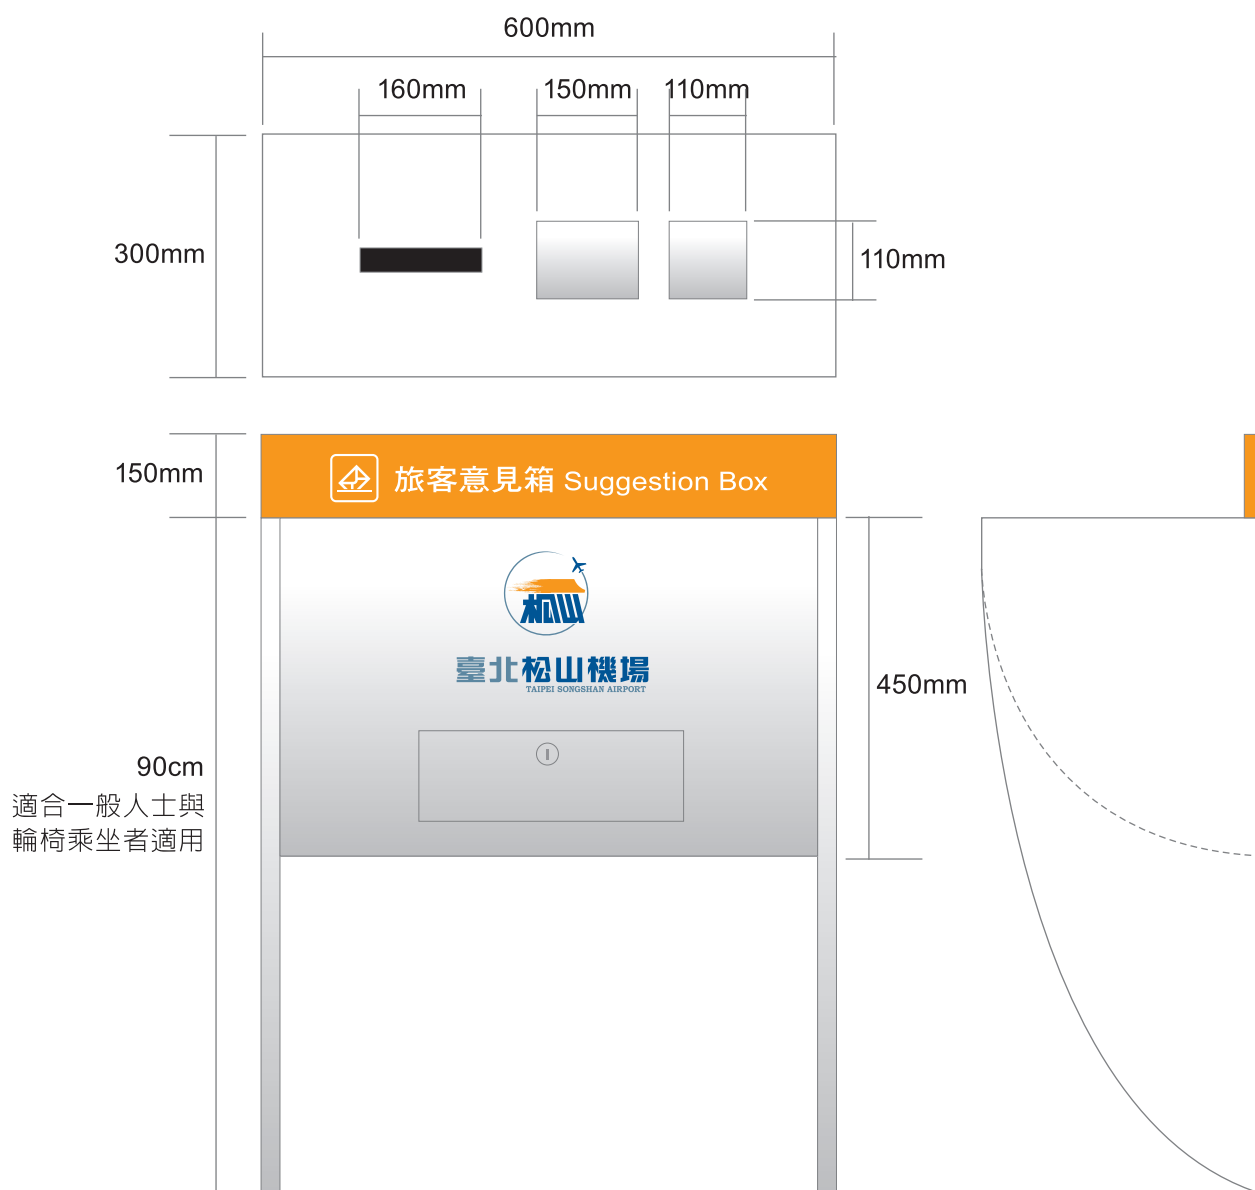 600mm
160mm
150mm
110mm
300mm
110mm
150mm
旅客意見箱 Suggestion Box
松山
臺北松山機場
TAIPEI SONGSHAN AIRPORT
450mm
90cm
適合一般人士與
輪椅乘坐者適用